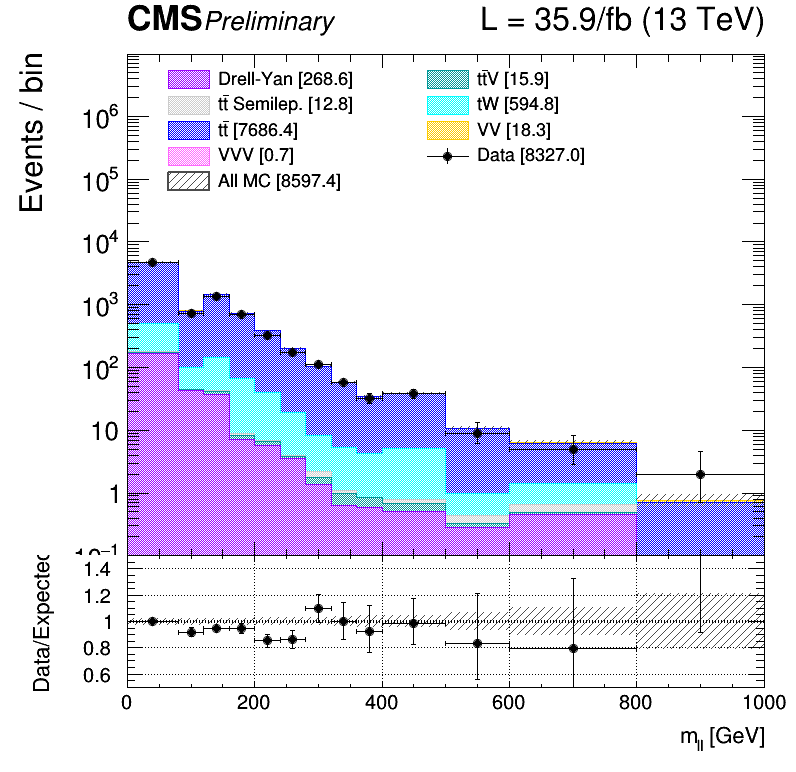 CMS Preliminary L = 35.9/fb (13 TeV)
Events / bin
Drell-Yan [268.6]
tt̄ Semilep. [12.8]
tt̄ [7686.4]
VVV [0.7]
All MC [8597.4]
tt̄V [15.9]
tW [594.8]
VV [18.3]
Data [8327.0]
10⁶
10⁵
10⁴
10³
10²
10
1
10⁻¹
Data/Expected
1.4
1.2
1
0.8
0.6
0 200 400 600 800 1000
m_ll [GeV]